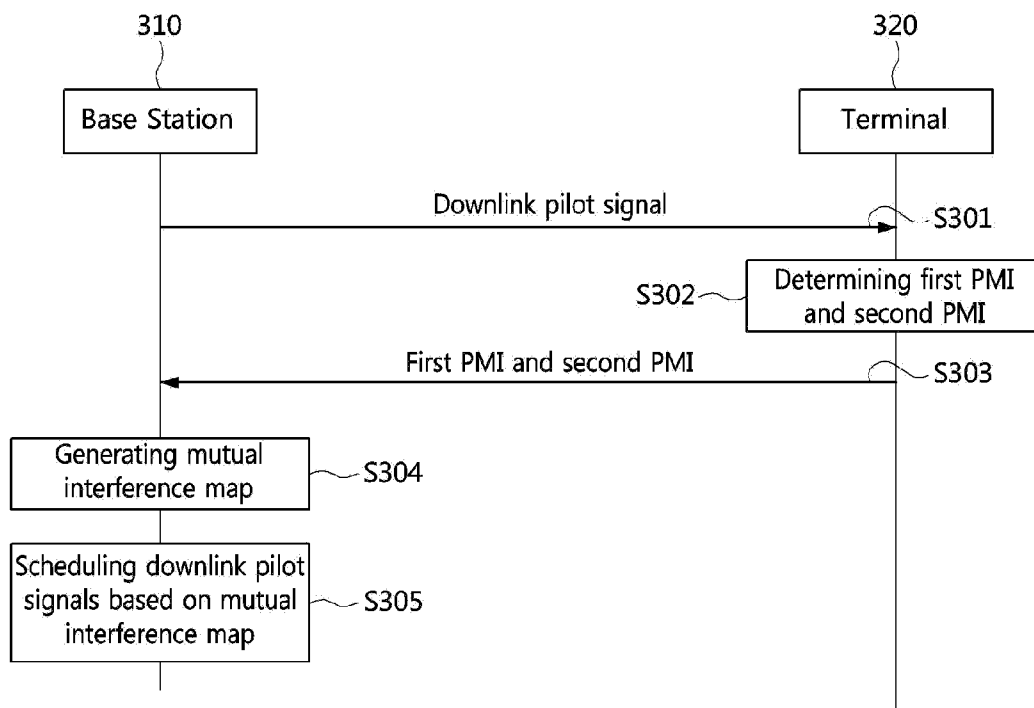 310
320
Base Station
Terminal
Downlink pilot signal
S301
Determining first PMI
and second PMI
S302
First PMI and second PMI
S303
Generating mutual
interference map
S304
Scheduling downlink pilot
signals based on mutual
interference map
S305